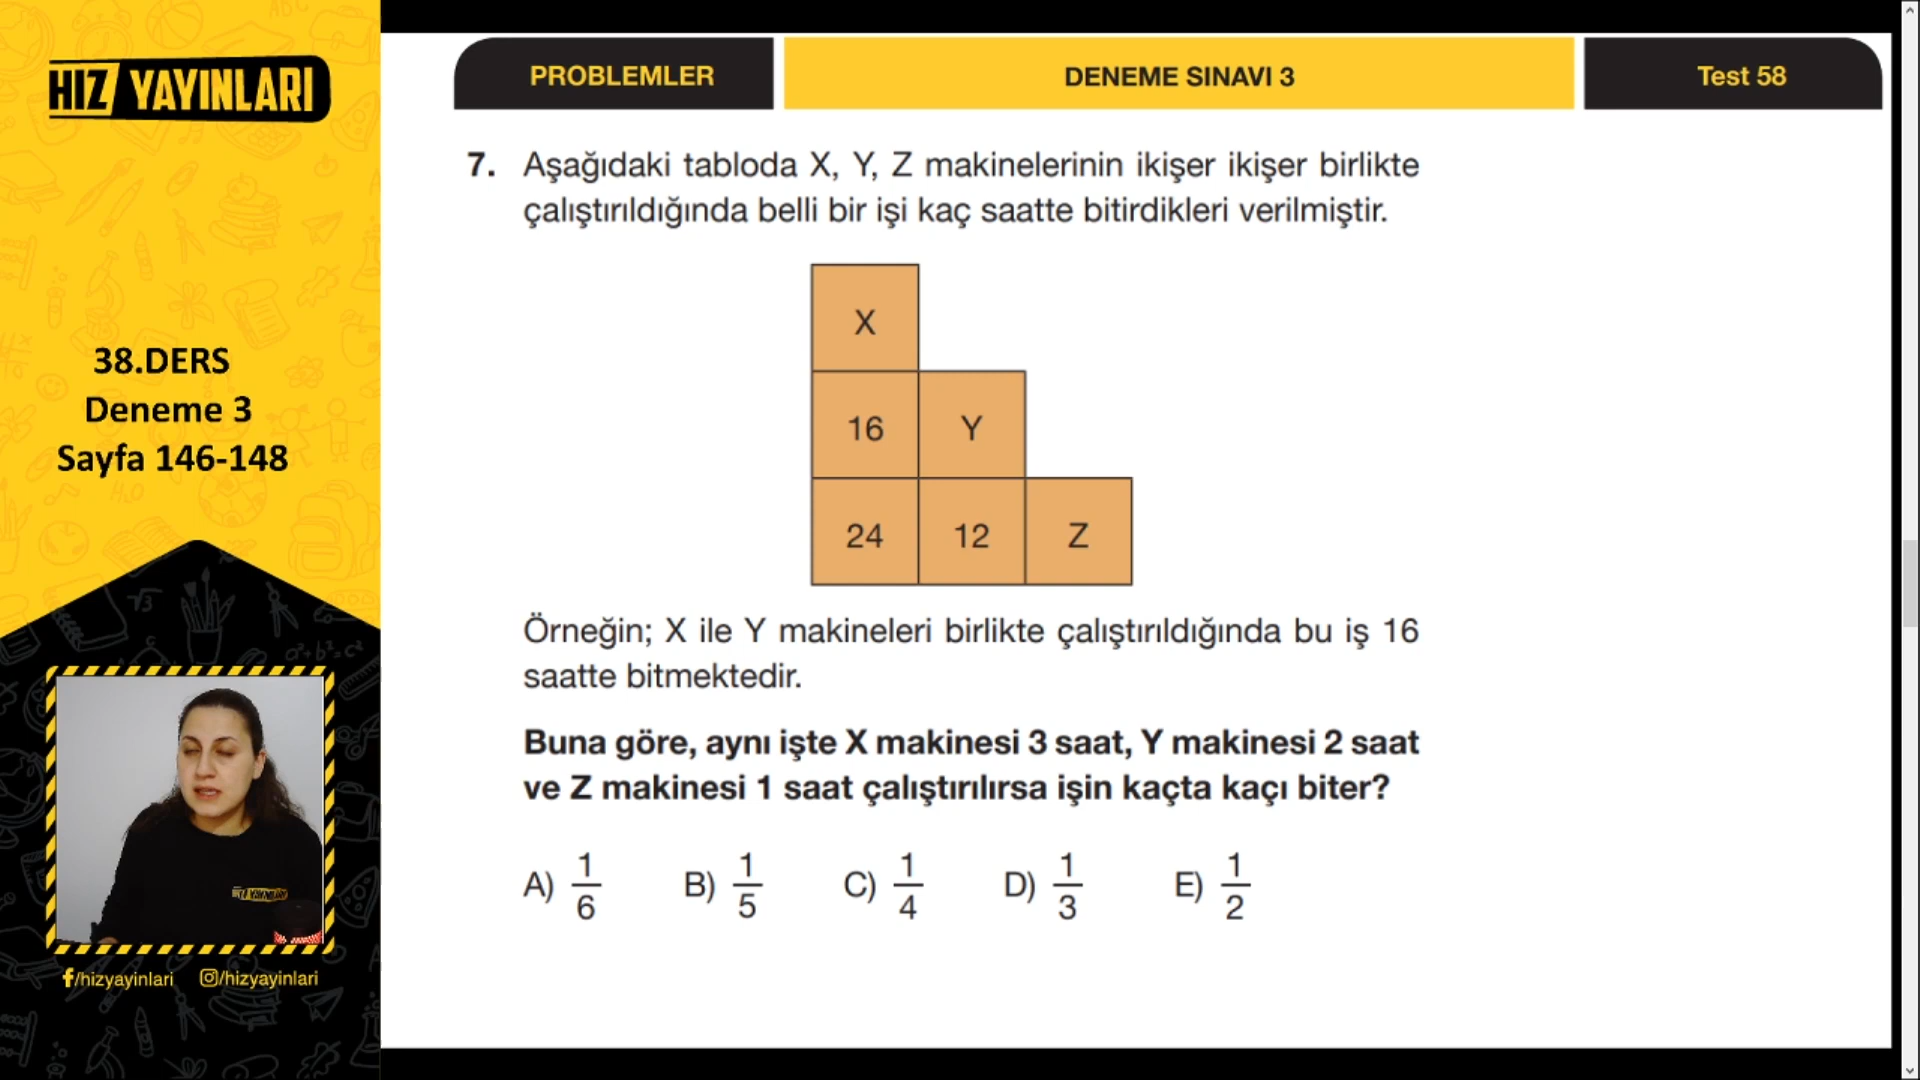 HIZ YAYINLARI
38.DERS
Deneme 3
Sayfa 146-148
f/hizyayinlari /hizyayinlari
PROBLEMLER DENEME SINAVI 3 Test 58
7. Aşağıdaki tabloda X, Y, Z makinelerinin ikişer ikişer birlikte
çalıştırıldığında belli bir işi kaç saatte bitirdikleri verilmiştir.
X
16 Y
24 12 Z
Örneğin; X ile Y makineleri birlikte çalıştırıldığında bu iş 16
saatte bitmektedir.
Buna göre, aynı işte X makinesi 3 saat, Y makinesi 2 saat
ve Z makinesi 1 saat çalıştırılırsa işin kaçta kaçı biter?
A) 1/6 B) 1/5 C) 1/4 D) 1/3 E) 1/2